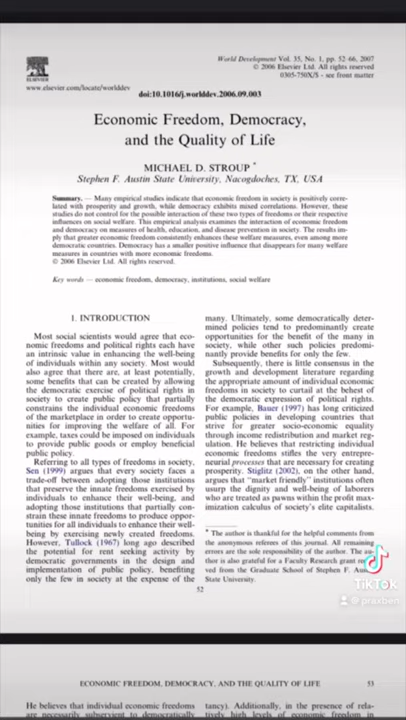 World Development Vol. 35, No. 1, pp. 52–66, 2007
© 2006 Elsevier Ltd. All rights reserved
0305-750X/$ - see front matter
ELSEVIER
www.elsevier.com/locate/worlddev
doi:10.1016/j.worlddev.2006.09.003
Economic Freedom, Democracy,
and the Quality of Life
MICHAEL D. STROUP *
Stephen F. Austin State University, Nacogdoches, TX, USA
Summary. — Many empirical studies indicate that economic freedom in society is positively corre-
lated with prosperity and growth, while democracy exhibits mixed correlations. However, these
studies do not control for the possible interaction of these two types of freedoms or their respective
influences on social welfare. This empirical analysis examines the interaction of economic freedom
and democracy on measures of health, education, and disease prevention in society. The results im-
ply that greater economic freedom consistently enhances these welfare measures, even among more
democratic countries. Democracy has a smaller positive influence that disappears for many welfare
measures in countries with more economic freedoms.
© 2006 Elsevier Ltd. All rights reserved.
Key words — economic freedom, democracy, institutions, social welfare
1. INTRODUCTION
Most social scientists would agree that eco-
nomic freedoms and political rights each have
an intrinsic value in enhancing the well-being
of individuals within any society. Most would
also agree that there are, at least potentially,
some benefits that can be created by allowing
the democratic exercise of political rights in
society to create public policy that partially
constrains the individual economic freedoms
of the marketplace in order to create opportu-
nities for improving the welfare of all. For
example, taxes could be imposed on individuals
to provide public goods or employ beneficial
public policy.
Referring to all types of freedoms in society,
Sen (1999) argues that every society faces a
trade-off between adopting those institutions
that preserve the innate freedoms exercised by
individuals to enhance their well-being, and
adopting those institutions that partially con-
strain these innate freedoms to produce oppor-
tunities for all individuals to enhance their well-
being by exercising newly created freedoms.
However, Tullock (1967) long ago described
the potential for rent seeking activity by
democratic governments in the design and
implementation of public policy, benefiting
only the few in society at the expense of the
many. Ultimately, some democratically deter-
mined policies tend to predominantly create
opportunities for the benefit of the many in
society, while other such policies predomi-
nantly provide benefits for only the few.
Subsequently, there is little consensus in the
growth and development literature regarding
the appropriate amount of individual economic
freedoms in society to curtail at the behest of
the democratic expression of political rights.
For example, Bauer (1997) has long criticized
public policies in developing countries that
strive for greater socio-economic equality
through income redistribution and market reg-
ulation. He believes that restricting individual
economic freedoms stifles the very entrepre-
neurial processes that are necessary for creating
prosperity. Stiglitz (2002), on the other hand,
argues that "market friendly" institutions often
usurp the dignity and well-being of laborers
who are treated as pawns within the profit max-
imization calculus of society's elite capitalists.
* The author is thankful for the helpful comments from
the anonymous referees of this journal. All remaining
errors are the sole responsibility of the author. The au-
thor is also grateful for a Faculty Research grant
ved from the Graduate School of Stephen F.
State University.
52
TikTok
@ praxben
ECONOMIC FREEDOM, DEMOCRACY, AND THE QUALITY OF LIFE
53
He believes that individual economic freedoms
are necessarily subservient to democratically
tancy). Additionally, in the presence of rela-
tively high levels of economic freedom in